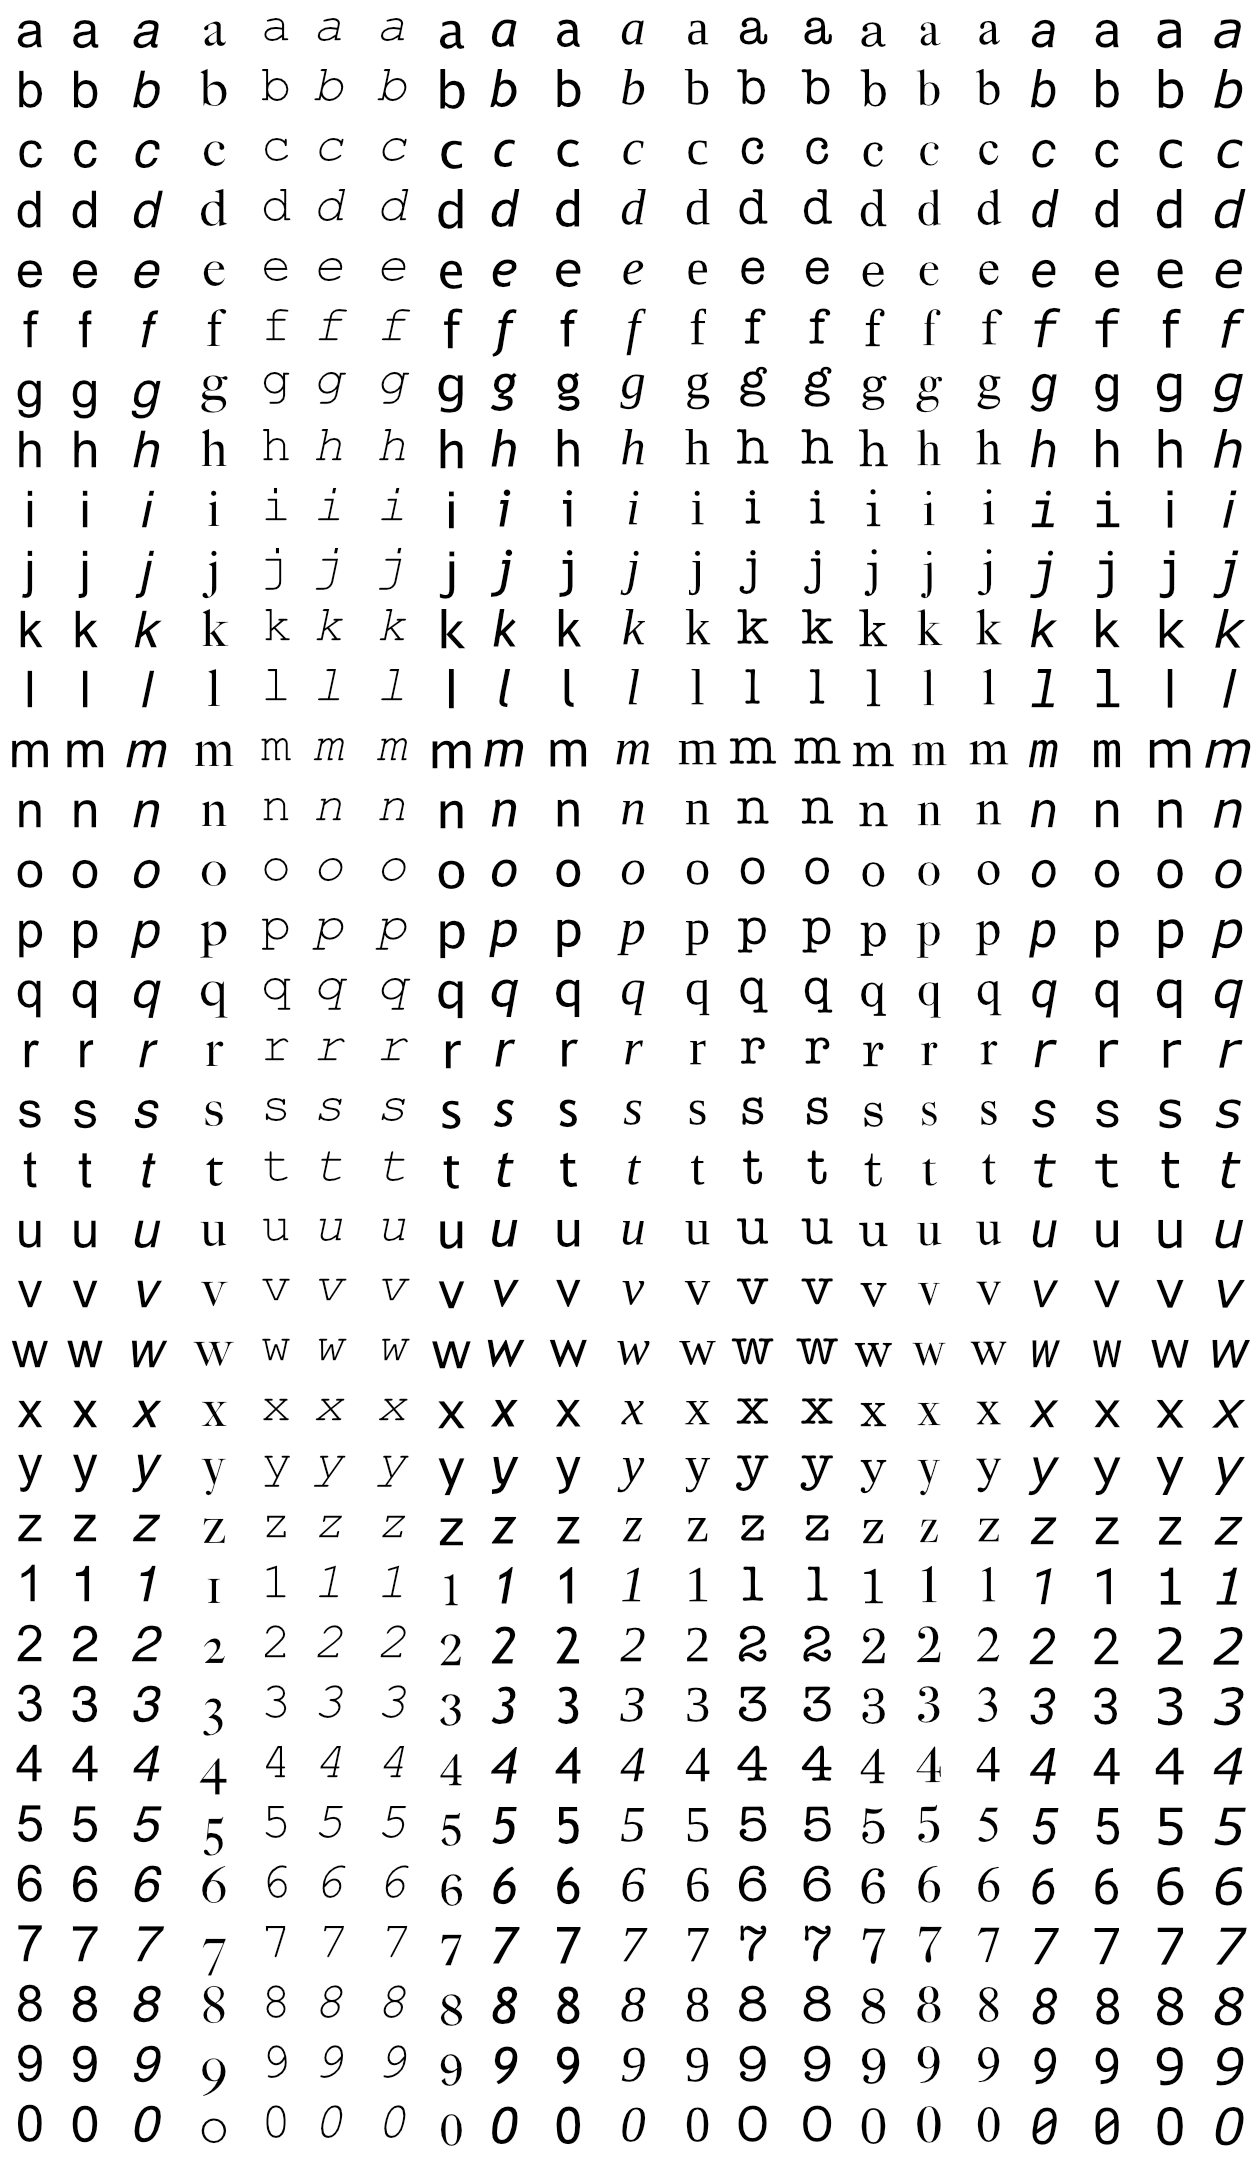 a a a a a a a a a a a a a a a a a a a a a
b b b b b b b b b b b b b b b b b b b b b
c c c c c c c c c c c c c c c c c c c c c
d d d d d d d d d d d d d d d d d d d d d
e e e e e e e e e e e e e e e e e e e e e
f f f f f f f f f f f f f f f f f f f f f
g g g g g g g g g g g g g g g g g g g g g
h h h h h h h h h h h h h h h h h h h h h
i i i i i i i i i i i i i i i i i i i i i
j j j j j j j j j j j j j j j j j j j j j
k k k k k k k k k k k k k k k k k k k k k
l l l l l l l l l l l l l l l l l l l l l
m m m m m m m m m m m m m m m m m m m m m
n n n n n n n n n n n n n n n n n n n n n
o o o o o o o o o o o o o o o o o o o o o
p p p p p p p p p p p p p p p p p p p p p
q q q q q q q q q q q q q q q q q q q q q
r r r r r r r r r r r r r r r r r r r r r
s s s s s s s s s s s s s s s s s s s s s
t t t t t t t t t t t t t t t t t t t t t
u u u u u u u u u u u u u u u u u u u u u
v v v v v v v v v v v v v v v v v v v v v
w w w w w w w w w w w w w w w w w w w w w
x x x x x x x x x x x x x x x x x x x x x
y y y y y y y y y y y y y y y y y y y y y
z z z z z z z z z z z z z z z z z z z z z
1 1 1 1 1 1 1 1 1 1 1 1 1 1 1 1 1 1 1 1 1
2 2 2 2 2 2 2 2 2 2 2 2 2 2 2 2 2 2 2 2 2
3 3 3 3 3 3 3 3 3 3 3 3 3 3 3 3 3 3 3 3 3
4 4 4 4 4 4 4 4 4 4 4 4 4 4 4 4 4 4 4 4 4
5 5 5 5 5 5 5 5 5 5 5 5 5 5 5 5 5 5 5 5 5
6 6 6 6 6 6 6 6 6 6 6 6 6 6 6 6 6 6 6 6 6
7 7 7 7 7 7 7 7 7 7 7 7 7 7 7 7 7 7 7 7 7
8 8 8 8 8 8 8 8 8 8 8 8 8 8 8 8 8 8 8 8 8
9 9 9 9 9 9 9 9 9 9 9 9 9 9 9 9 9 9 9 9 9
0 0 0 0 0 0 0 0 0 0 0 0 0 0 0 0 0 0 0 0 0